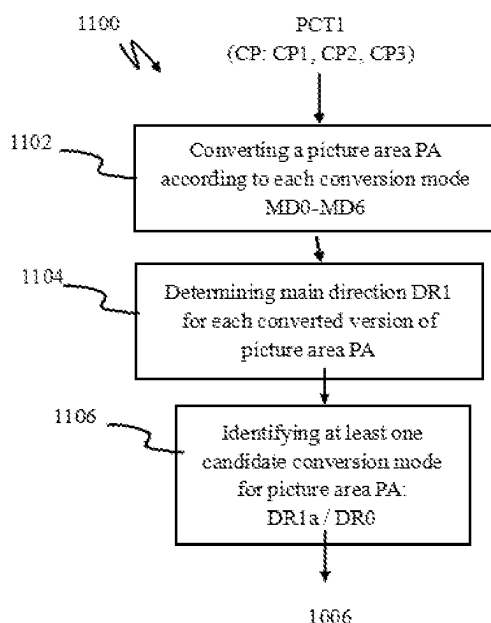 1100
PCT1
(CP: CP1, CP2, CP3)
1102
Converting a picture area PA
according to each conversion mode
MD0-MD6
1104
Determining main direction DR1
for each converted version of
picture area PA
1106
Identifying at least one
candidate conversion mode
for picture area PA:
DR1a / DR0
1006